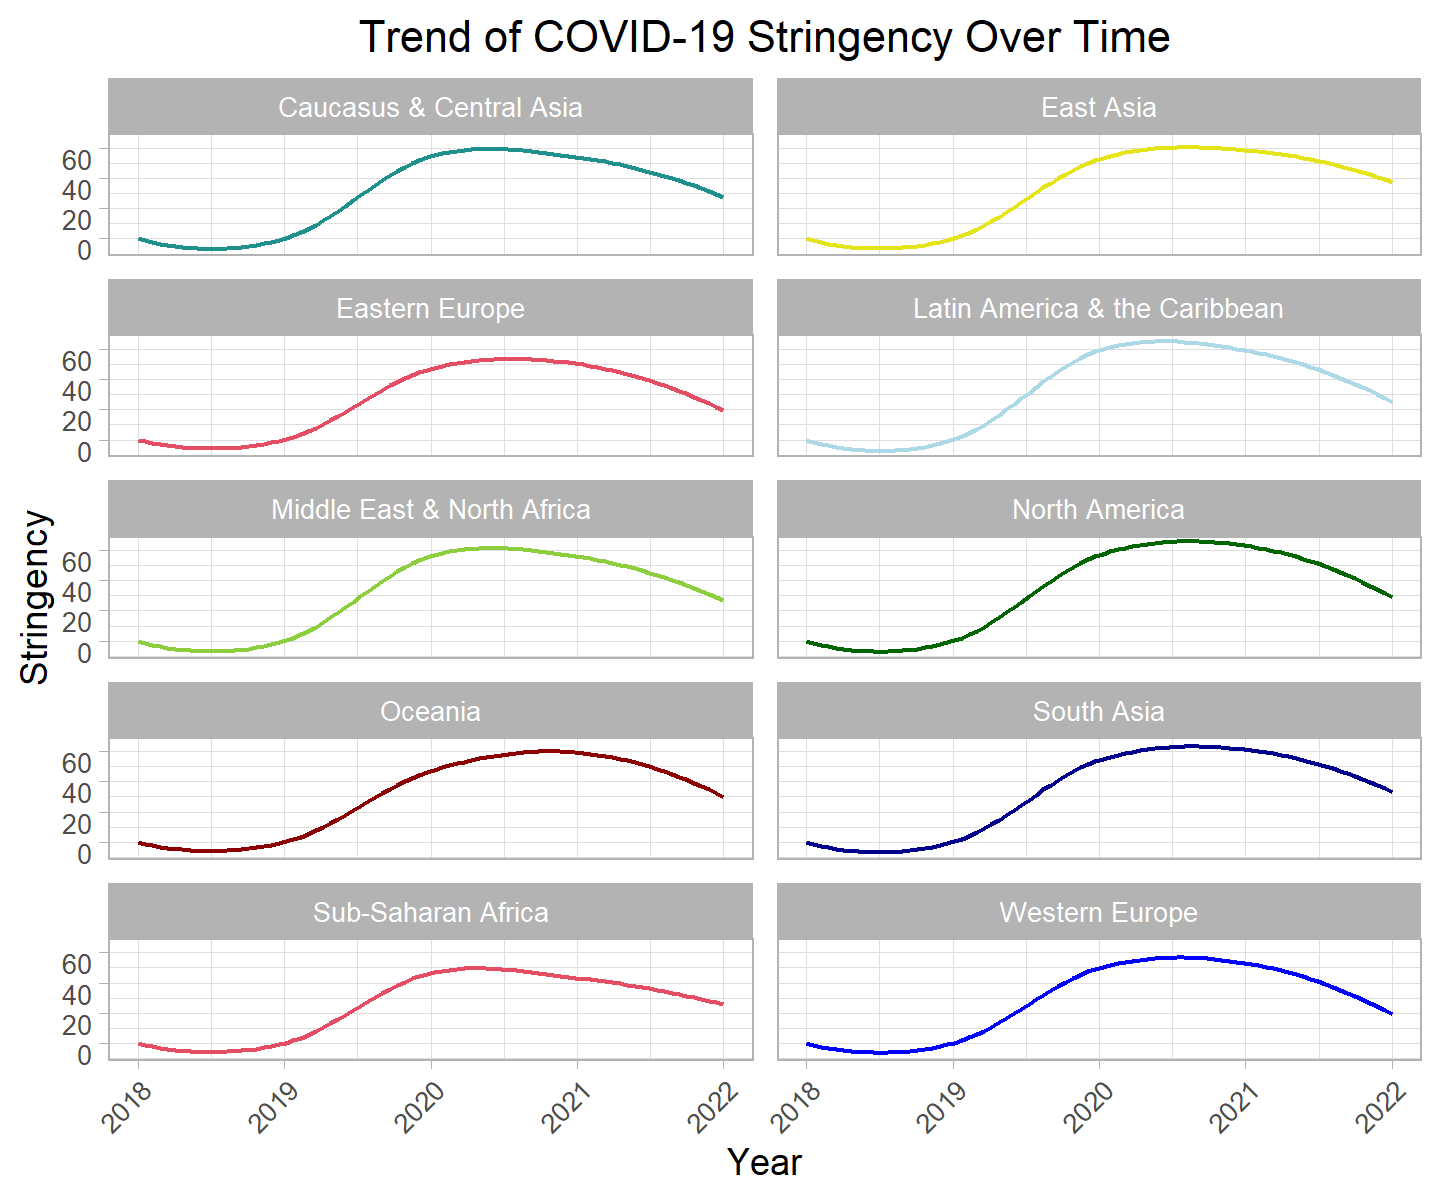 Trend of COVID-19 Stringency Over Time
Caucasus & Central Asia
East Asia
60
40
20
0
Eastern Europe
Latin America & the Caribbean
60
40
20
0
Middle East & North Africa
North America
60
40
20
0
Stringency
Oceania
South Asia
60
40
20
0
Sub-Saharan Africa
Western Europe
60
40
20
0
2018 2019 2020 2021 2022 2018 2019 2020 2021 2022
Year